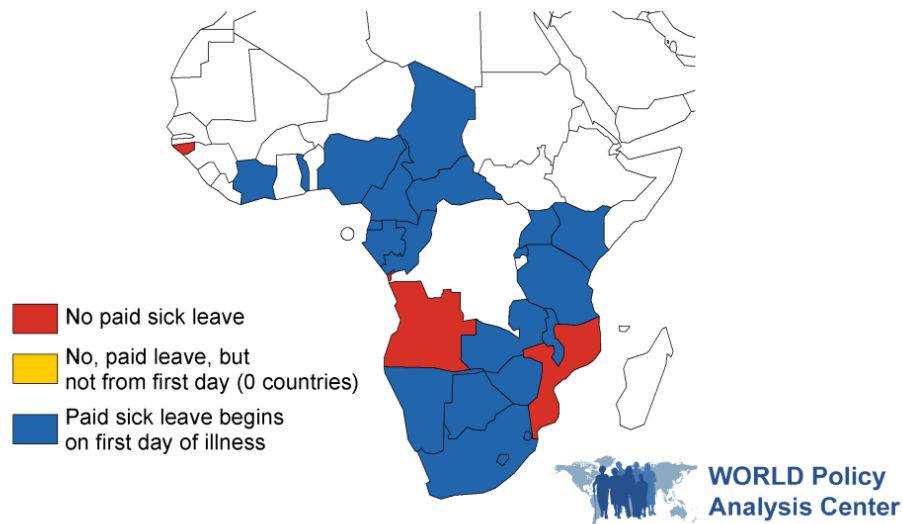 No paid sick leave
No, paid leave, but
not from first day (0 countries)
Paid sick leave begins
on first day of illness
WORLD Policy
Analysis Center